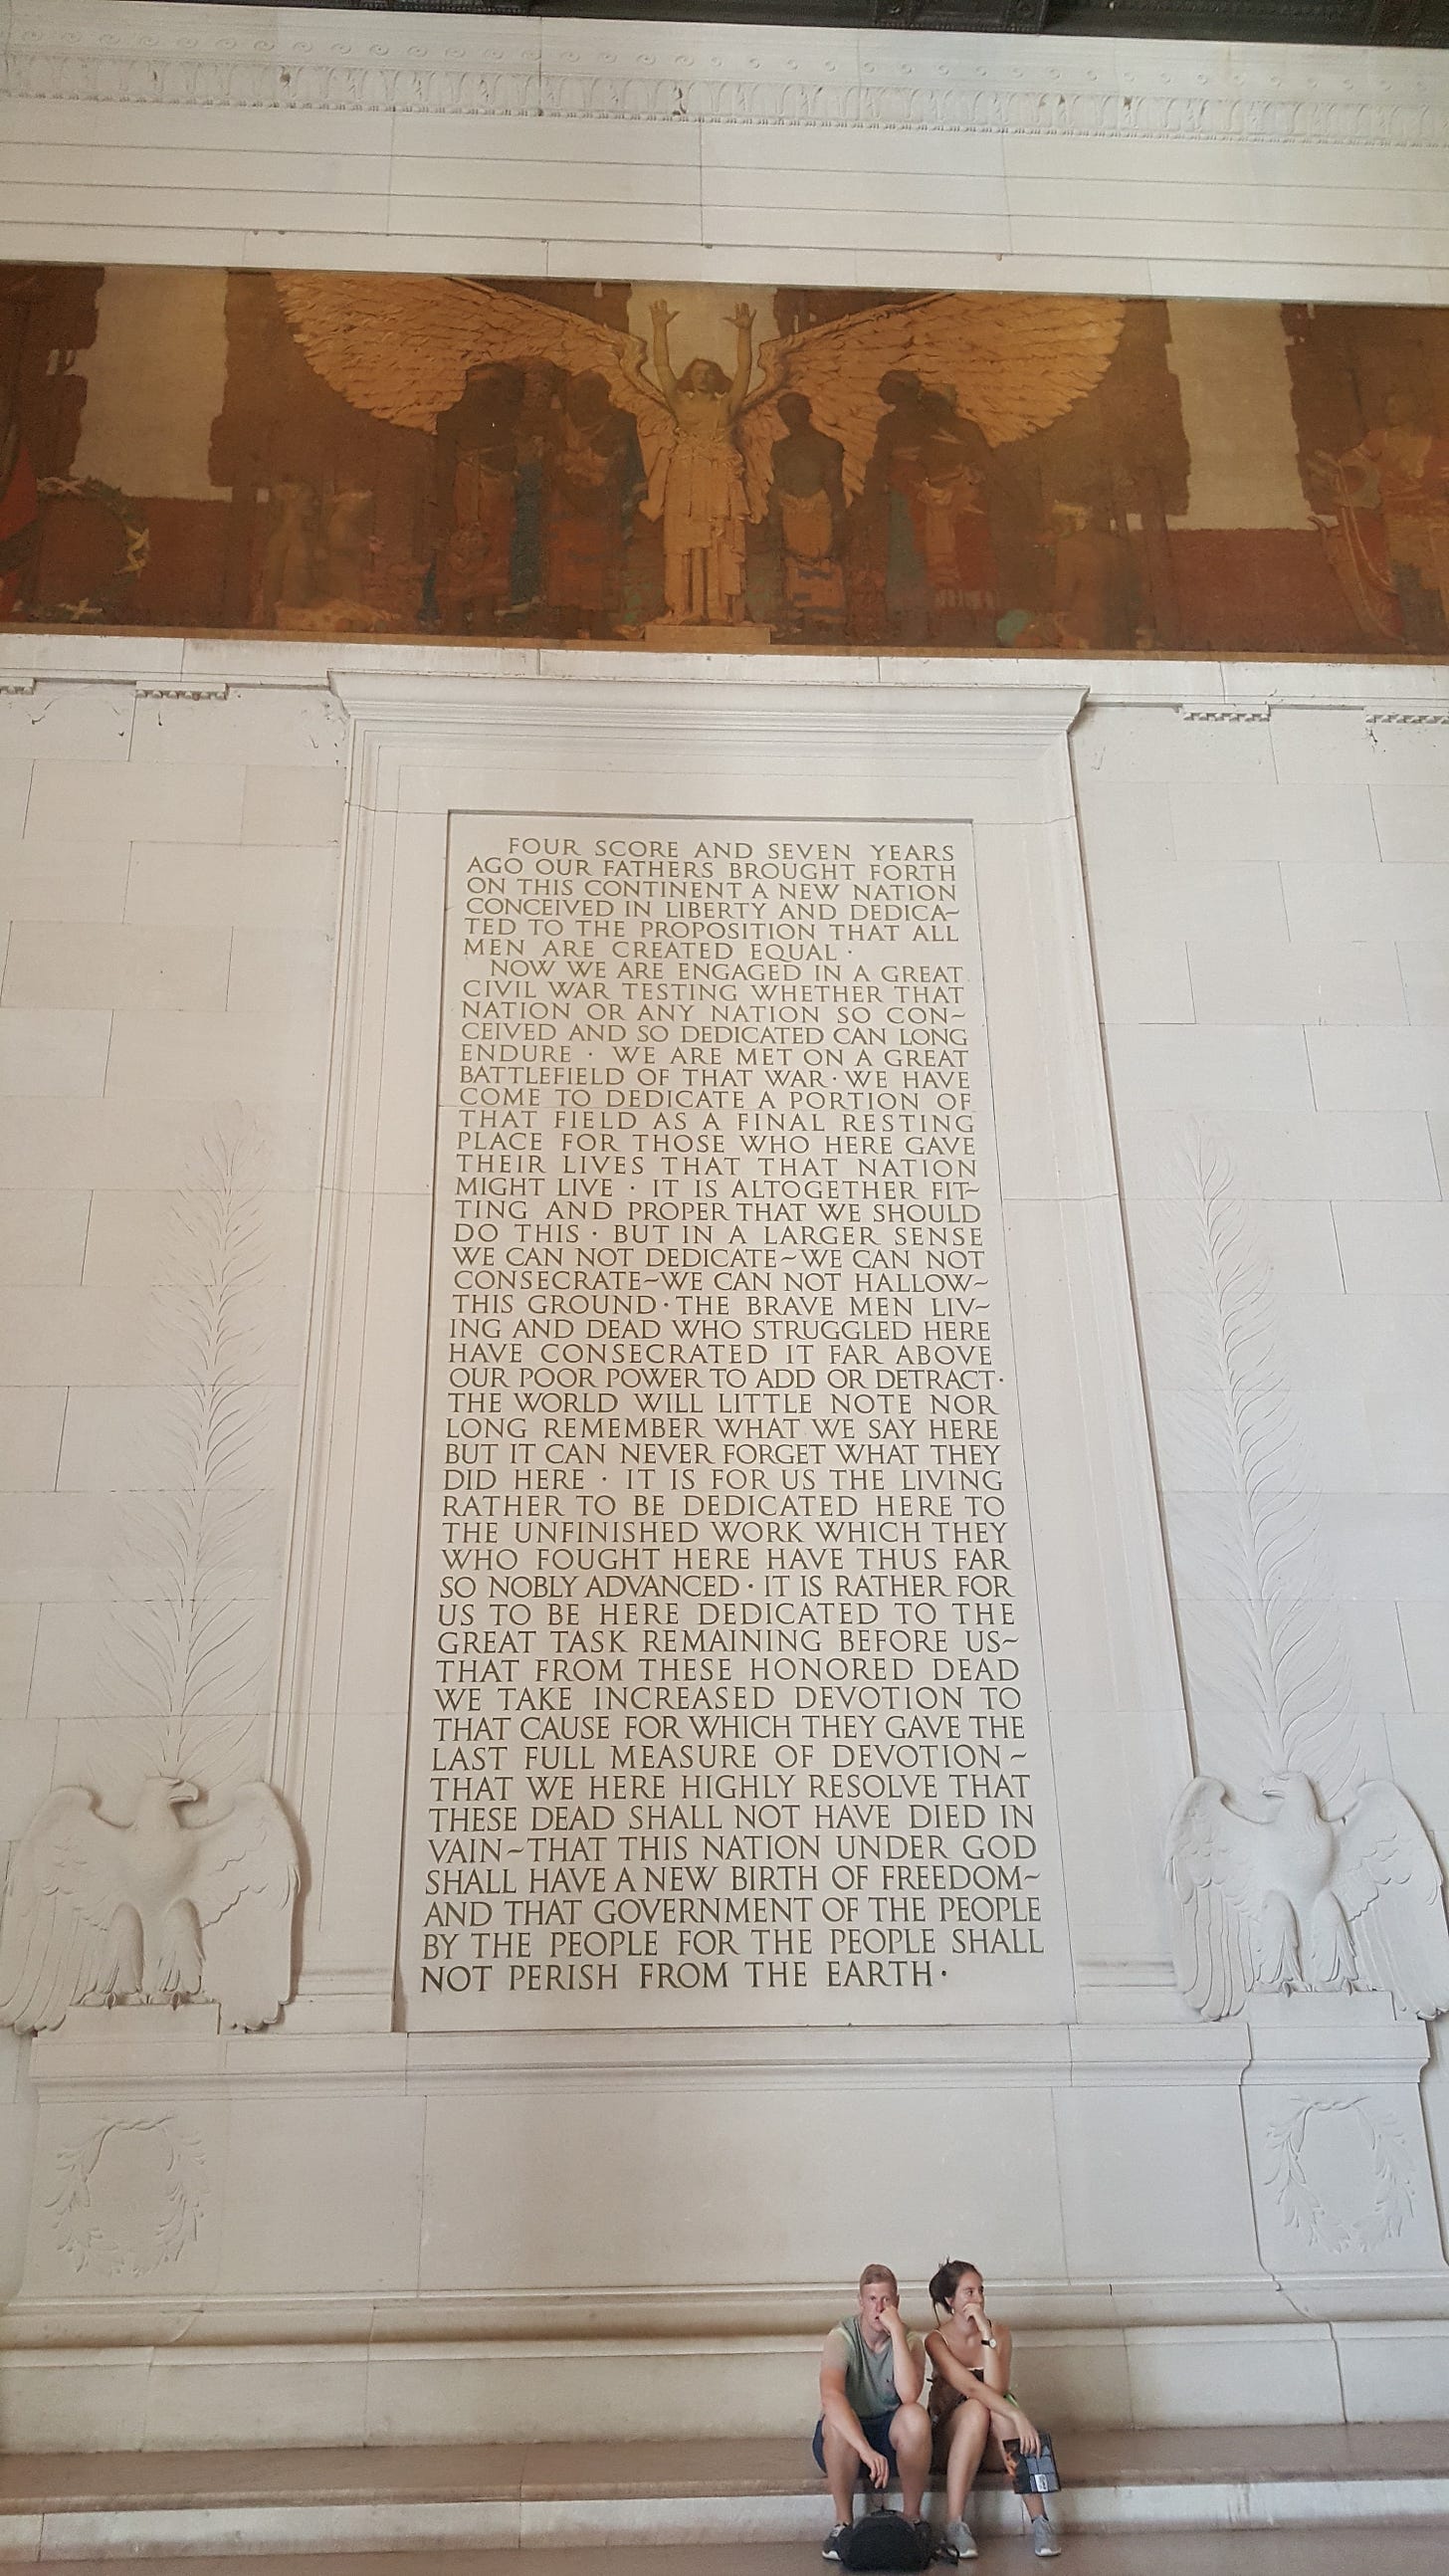 FOUR SCORE AND SEVEN YEARS
AGO OUR FATHERS BROUGHT FORTH
ON THIS CONTINENT A NEW NATION
CONCEIVED IN LIBERTY AND DEDICA~
TED TO THE PROPOSITION THAT ALL
MEN ARE CREATED EQUAL ·
NOW WE ARE ENGAGED IN A GREAT
CIVIL WAR TESTING WHETHER THAT
NATION OR ANY NATION SO CON~
CEIVED AND SO DEDICATED CAN LONG
ENDURE · WE ARE MET ON A GREAT
BATTLEFIELD OF THAT WAR · WE HAVE
COME TO DEDICATE A PORTION OF
THAT FIELD AS A FINAL RESTING
PLACE FOR THOSE WHO HERE GAVE
THEIR LIVES THAT THAT NATION
MIGHT LIVE · IT IS ALTOGETHER FIT~
TING AND PROPER THAT WE SHOULD
DO THIS · BUT IN A LARGER SENSE
WE CAN NOT DEDICATE~WE CAN NOT
CONSECRATE~WE CAN NOT HALLOW~
THIS GROUND · THE BRAVE MEN LIV~
ING AND DEAD WHO STRUGGLED HERE
HAVE CONSECRATED IT FAR ABOVE
OUR POOR POWER TO ADD OR DETRACT ·
THE WORLD WILL LITTLE NOTE NOR
LONG REMEMBER WHAT WE SAY HERE
BUT IT CAN NEVER FORGET WHAT THEY
DID HERE · IT IS FOR US THE LIVING
RATHER TO BE DEDICATED HERE TO
THE UNFINISHED WORK WHICH THEY
WHO FOUGHT HERE HAVE THUS FAR
SO NOBLY ADVANCED · IT IS RATHER FOR
US TO BE HERE DEDICATED TO THE
GREAT TASK REMAINING BEFORE US~
THAT FROM THESE HONORED DEAD
WE TAKE INCREASED DEVOTION TO
THAT CAUSE FOR WHICH THEY GAVE THE
LAST FULL MEASURE OF DEVOTION~
THAT WE HERE HIGHLY RESOLVE THAT
THESE DEAD SHALL NOT HAVE DIED IN
VAIN~THAT THIS NATION UNDER GOD
SHALL HAVE A NEW BIRTH OF FREEDOM~
AND THAT GOVERNMENT OF THE PEOPLE
BY THE PEOPLE FOR THE PEOPLE SHALL
NOT PERISH FROM THE EARTH ·